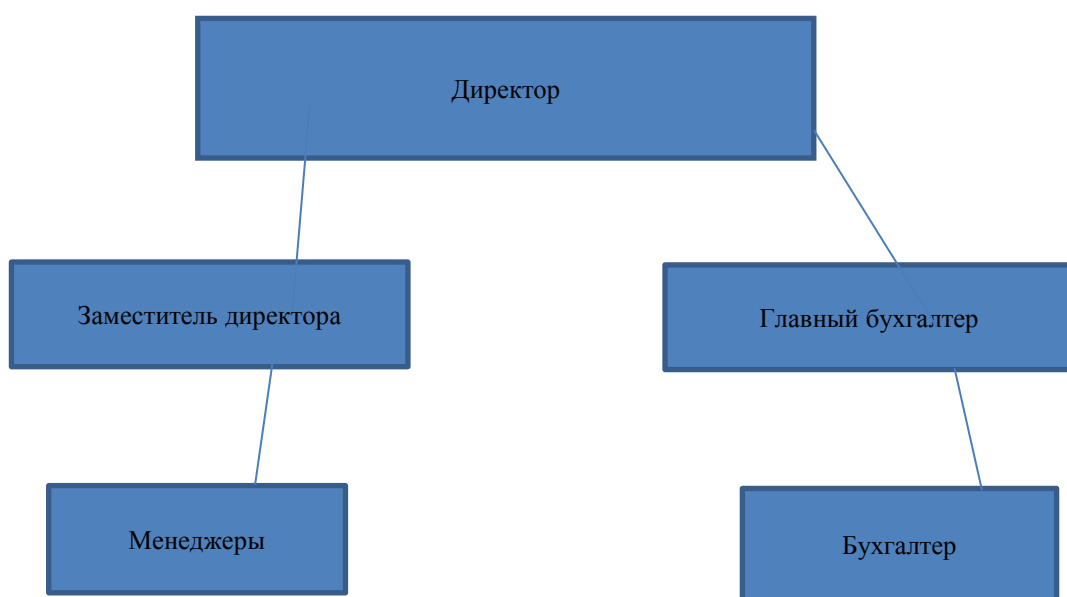 Директор
Заместитель директора
Главный бухгалтер
Менеджеры
Бухгалтер